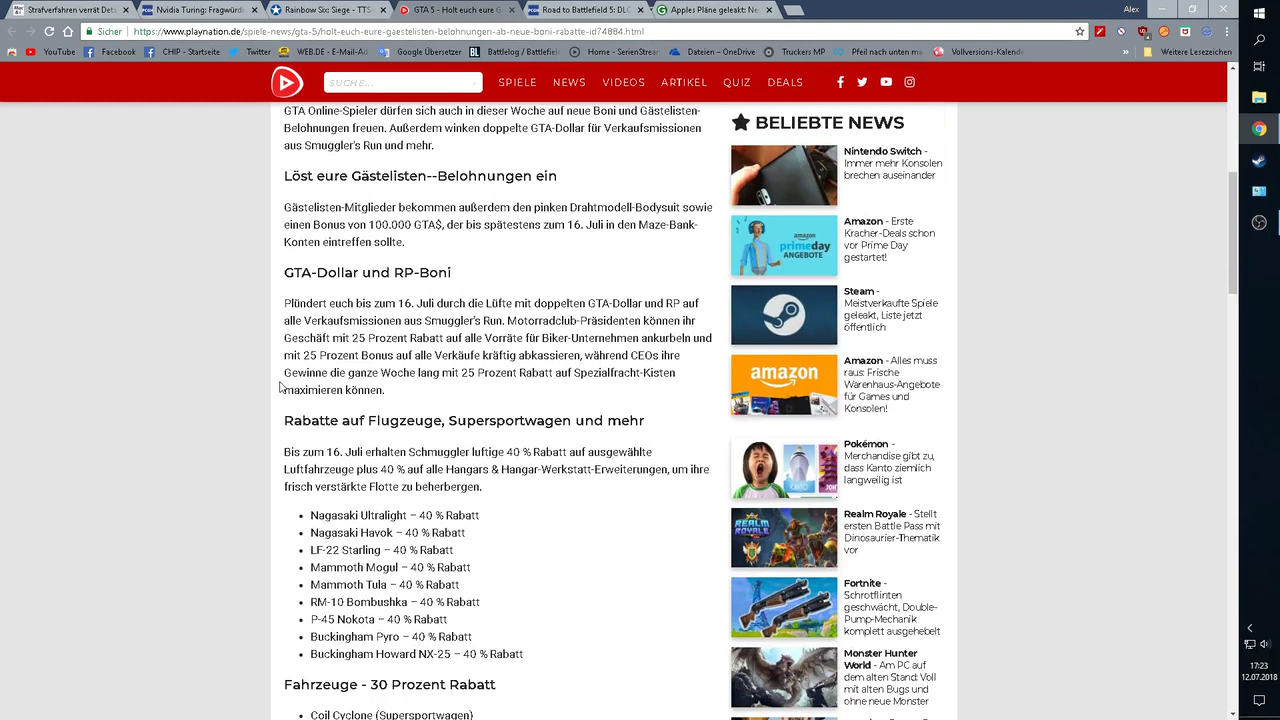 Strafverfahren verrät Det
Nvidia Turing: Fragwürdi
Rainbow Six: Siege - TTS
GTA 5 - Holt euch eure G
Road to Battlefield 5: DLC
Apples Pläne geleakt: Ne
Alex
Sicher
https://www.playnation.de/spiele-news/gta-5/holt-euch-eure-gaestelisten-belohnungen-ab-neue-boni-rabatte-id74884.html
YouTube
Facebook
CHIP - Startseite
Twitter
WEB.DE - E-Mail-Ad
Google Übersetzer
Battlelog / Battlefiel
Home - SerienStream
Dateien – OneDrive
Truckers MP
Pfeil nach unten mal
Vollversions-Kalende
Weitere Lesezeichen
SUCHE...
SPIELE
NEWS
VIDEOS
ARTIKEL
QUIZ
DEALS
GTA Online-Spieler dürfen sich auch in dieser Woche auf neue Boni und Gästelisten-
Belohnungen freuen. Außerdem winken doppelte GTA-Dollar für Verkaufsmissionen
aus Smuggler's Run und mehr.
Löst eure Gästelisten--Belohnungen ein
Gästelisten-Mitglieder bekommen außerdem den pinken Drahtmodell-Bodysuit sowie
einen Bonus von 100.000 GTA$, der bis spätestens zum 16. Juli in den Maze-Bank-
Konten eintreffen sollte.
GTA-Dollar und RP-Boni
Plündert euch bis zum 16. Juli durch die Lüfte mit doppelten GTA-Dollar und RP auf
alle Verkaufsmissionen aus Smuggler's Run. Motorradclub-Präsidenten können ihr
Geschäft mit 25 Prozent Rabatt auf alle Vorräte für Biker-Unternehmen ankurbeln und
mit 25 Prozent Bonus auf alle Verkäufe kräftig abkassieren, während CEOs ihre
Gewinne die ganze Woche lang mit 25 Prozent Rabatt auf Spezialfracht-Kisten
maximieren können.
Rabatte auf Flugzeuge, Supersportwagen und mehr
Bis zum 16. Juli erhalten Schmuggler luftige 40 % Rabatt auf ausgewählte
Luftfahrzeuge plus 40 % auf alle Hangars & Hangar-Werkstatt-Erweiterungen, um ihre
frisch verstärkte Flotte zu beherbergen.
Nagasaki Ultralight – 40 % Rabatt
Nagasaki Havok – 40 % Rabatt
LF-22 Starling – 40 % Rabatt
Mammoth Mogul – 40 % Rabatt
Mammoth Tula – 40 % Rabatt
RM-10 Bombushka – 40 % Rabatt
P-45 Nokota – 40 % Rabatt
Buckingham Pyro – 40 % Rabatt
Buckingham Howard NX-25 – 40 % Rabatt
Fahrzeuge - 30 Prozent Rabatt
Coil Cyclone (Supersportwagen)
BELIEBTE NEWS
Nintendo Switch -
Immer mehr Konsolen
brechen auseinander
amazon
primeday
ANGEBOTE
Amazon - Erste
Kracher-Deals schon
vor Prime Day
gestartet!
Steam -
Meistverkaufte Spiele
geleakt, Liste jetzt
öffentlich
amazon
Amazon - Alles muss
raus: Frische
Warenhaus-Angebote
für Games und
Konsolen!
Pokémon -
Merchandise gibt zu,
dass Kanto ziemlich
langweilig ist
REALM
ROYALE
Realm Royale - Stellt
ersten Battle Pass mit
Dinosaurier-Thematik
vor
Fortnite -
Schrotflinten
geschwächt, Double-
Pump-Mechanik
komplett ausgehebelt
Monster Hunter
World - Am PC auf
dem alten Stand: Voll
mit alten Bugs und
ohne neue Monster
17:23
12.07.2018